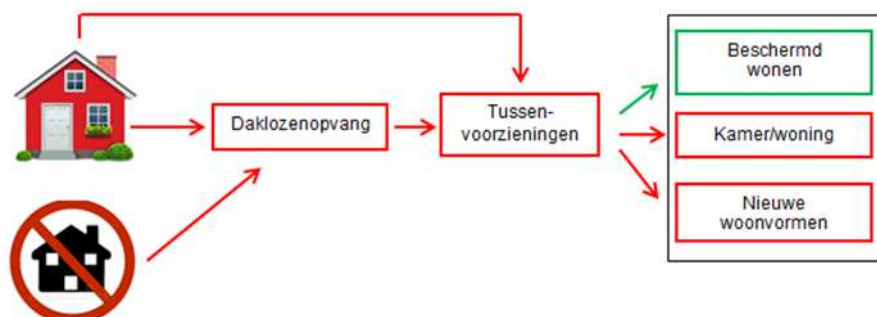 Daklozenopvang
Tussen-
voorzieningen
Beschermd
wonen
Kamer/woning
Nieuwe
woonvormen